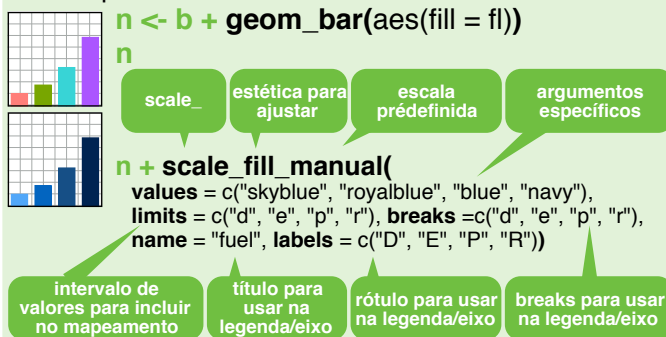 n <- b + geom_bar(aes(fill = fl))
n
scale_
estética para
ajustar
escala
prédefinida
argumentos
específicos
n + scale_fill_manual(
values = c("skyblue", "royalblue", "blue", "navy"),
limits = c("d", "e", "p", "r"), breaks =c("d", "e", "p", "r"),
name = "fuel", labels = c("D", "E", "P", "R"))
intervalo de
valores para incluir
no mapeamento
título para
usar na
legenda/eixo
rótulo para usar
na legenda/eixo
breaks para usar
na legenda/eixo